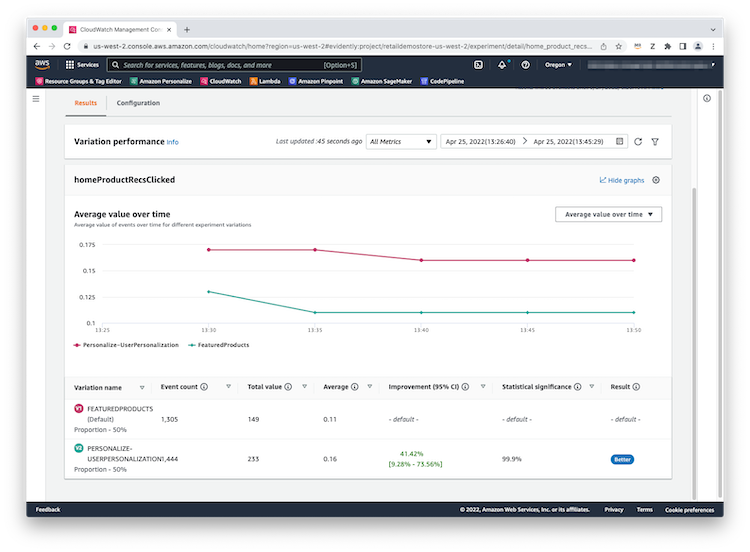 CloudWatch Management Con
us-west-2.console.aws.amazon.com/cloudwatch/home?region=us-west-2#evidently:project/retaildemostore-us-west-2/experiment/detail/home_product_recs...
aws Services Search for services, features, blogs, docs, and more [Option+S] Oregon
Resource Groups & Tag Editor Amazon Personalize CloudWatch Lambda Amazon Pinpoint Amazon SageMaker CodePipeline
Results Configuration
Variation performance Info Last updated :45 seconds ago All Metrics Apr 25, 2022(13:26:40) Apr 25, 2022(13:45:29)
homeProductRecsClicked Hide graphs
Average value over time Average value over time
Average value of events over time for different experiment variations
0.175
0.15
0.125
0.1
13:25 13:30 13:35 13:40 13:45 13:50
Personalize-UserPersonalization FeaturedProducts
Variation name Event count Total value Average Improvement (95% CI) Statistical significance Result
V1 FEATUREDPRODUCTS
(Default) 1,305 149 0.11 - default - - default - - default -
Proportion - 50%
V2 PERSONALIZE-
USERPERSONALIZATION 1,444 233 0.16 41.42% 99.9% Better
[9.28% - 73.56%]
Proportion - 50%
Feedback © 2022, Amazon Web Services, Inc. or its affiliates. Privacy Terms Cookie preferences